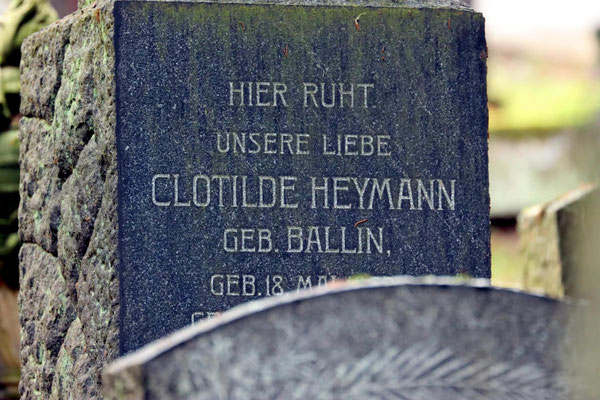 HIER RUHT
UNSERE LIEBE
CLOTILDE HEYMANN
GEB. BALLIN,
GEB. 18